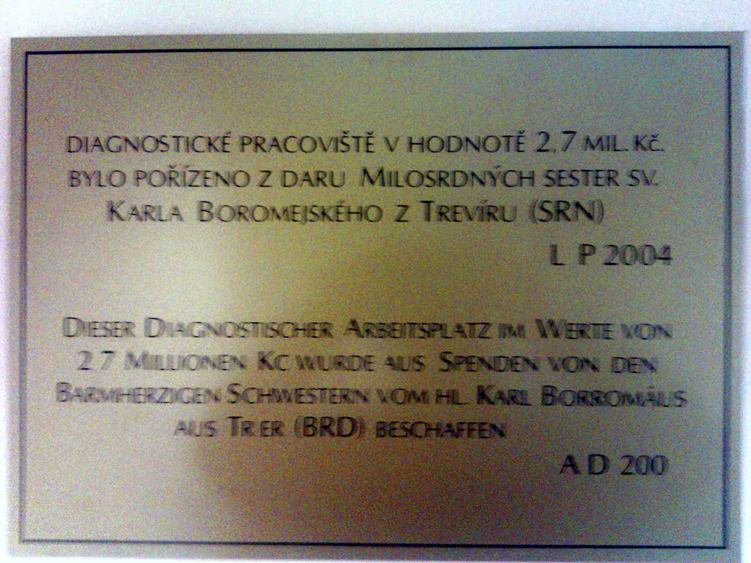 DIAGNOSTICKÉ PRACOVIŠTĚ V HODNOTĚ 2,7 MIL. KČ.
BYLO POŘÍZENO Z DARU MILOSRDNÝCH SESTER SV.
KARLA BOROMEJSKÉHO Z TREVÍRU (SRN)
L P 2004
DIESER DIAGNOSTISCHER ARBEITSPLATZ IM WERTE VON
2 7 MILLIONEN KC WURDE AUS SPENDEN VON DEN
BARMHERZIGEN SCHWESTERN VOM HL. KARL BORROMÄUS
AUS TR ER (BRD) BESCHAFFEN
A D 200